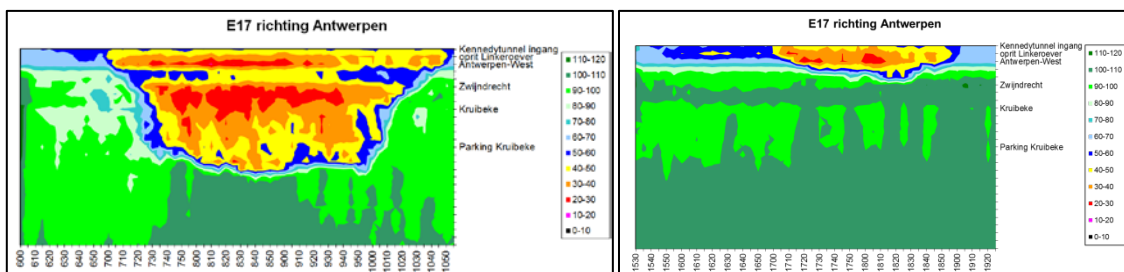 E17 richting Antwerpen
Kennedytunnel ingang
oprit Linkeroever
Antwerpen-West
Zwijndrecht
Kruibeke
Parking Kruibeke
110-120
100-110
90-100
80-90
70-80
60-70
50-60
40-50
30-40
20-30
10-20
0-10
600 610 620 630 640 650 700 710 720 730 740 750 800 810 820 830 840 850 900 910 920 930 940 950 1000 1010 1020 1030 1040 1050
E17 richting Antwerpen
Kennedytunnel ingang
oprit Linkeroever
Antwerpen-West
Zwijndrecht
Kruibeke
Parking Kruibeke
110-120
100-110
90-100
80-90
70-80
60-70
50-60
40-50
30-40
20-30
10-20
0-10
1530 1540 1550 1600 1610 1620 1630 1640 1650 1700 1710 1720 1730 1740 1750 1800 1810 1820 1830 1840 1850 1900 1910 1920